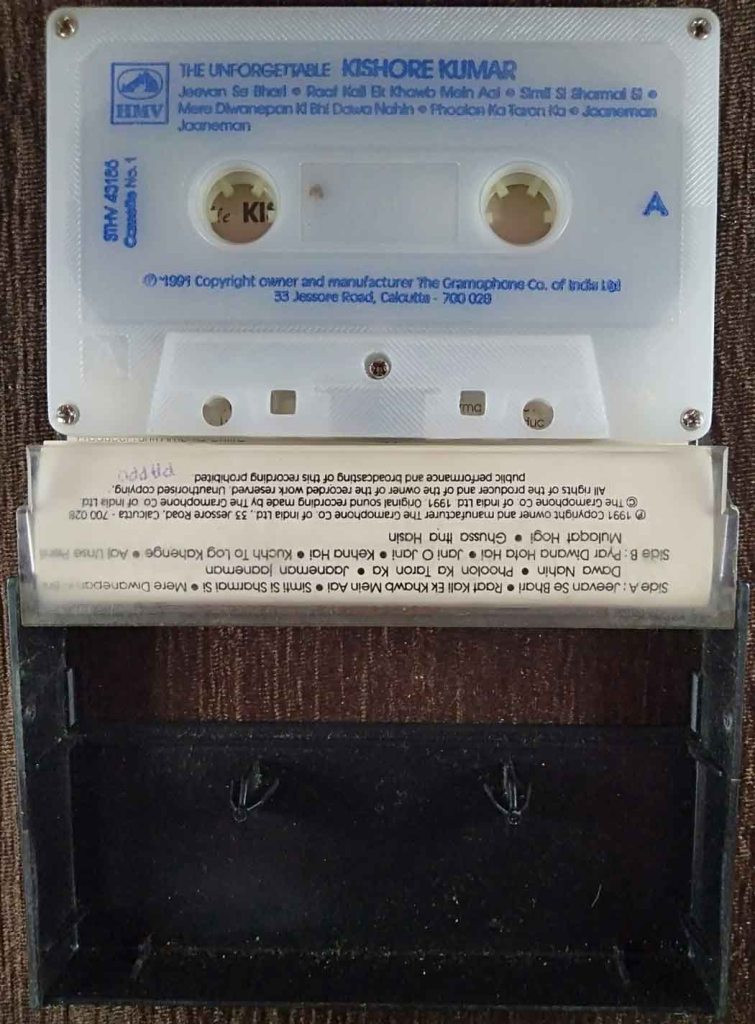 THE UNFORGETTABLE KISHORE KUMAR
HMV
Jeevan Se Bhari • Raat Kali Ek Khawb Mein Aai • Simti Si Sharmai Si •
Mere Diwanepan Ki Bhi Dawa Nahin • Phoolon Ka Taron Ka • Jaaneman
Jaaneman
STHV
Cassette No. 1
KIS
A
℗ 1991 Copyright owner and manufacturer The Gramophone Co. of India Ltd
33 Jessore Road, Calcutta - 700 028
Side A : Jeevan Se Bhari • Raat Kali Ek Khawb Mein Aai • Simti Si Sharmai Si • Mere Diwanepan
Dawa Nahin • Phoolon Ka Taron Ka • Jaaneman Jaaneman
Side B : Pyar Diwana Hota Hai • Joni O Joni • Kehna Hai • Kuchh To Log Kahenge • Aaj Unse
Mulaqat Hogi • Ghussa Itna Hasin
℗ 1991 Copyright owner and manufacturer The Gramophone Co. of India Ltd., 33 Jessore Road, Calcutta - 700 028
© The Gramophone Co. of India Ltd. 1991. Original sound recording made by The Gramophone Co. of India Ltd.
All rights of the producer and of the owner of the recorded work reserved. Unauthorised copying,
public performance and broadcasting of this recording prohibited.
PAPPO